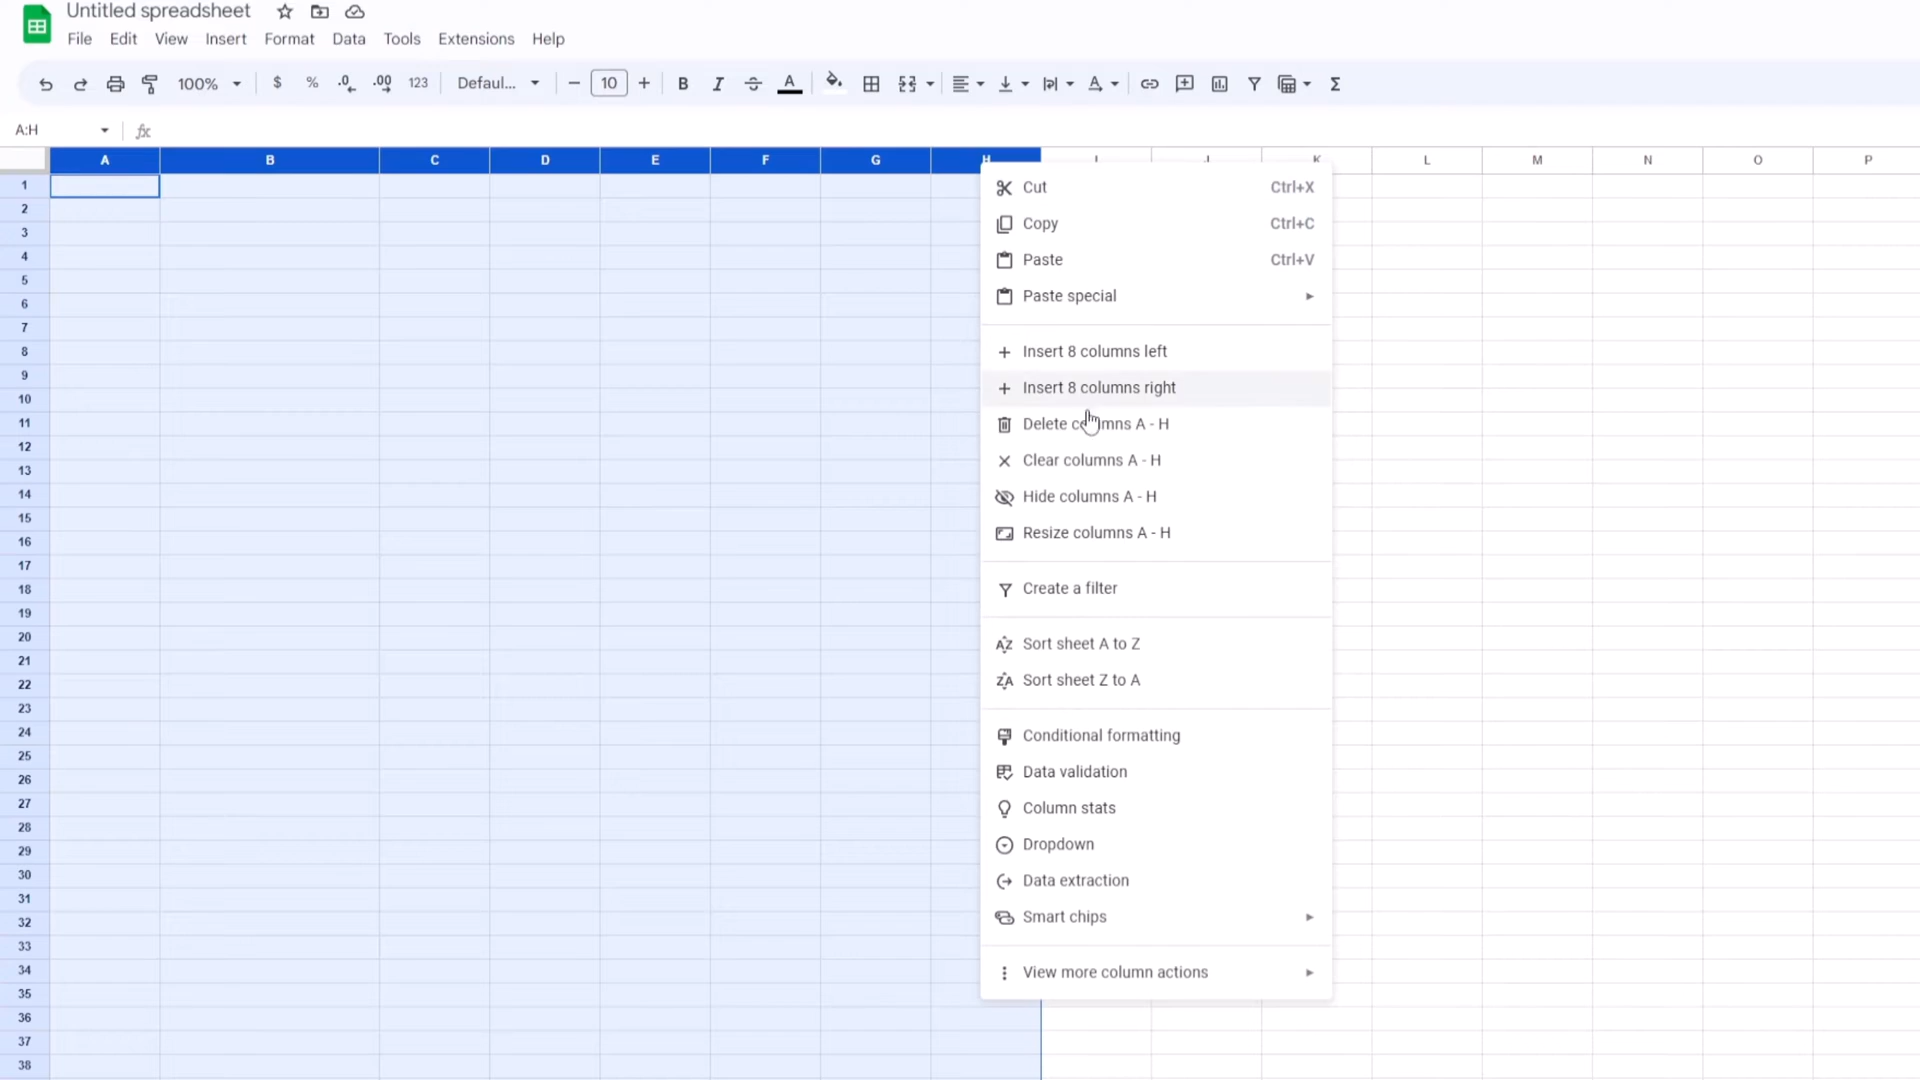 Untitled spreadsheet
File Edit View Insert Format Data Tools Extensions Help
100% $ % .0 .00 123 Defaul... 10 B I A A Σ
A:H fx
A B C D E F G H I J K L M N O P
1
2
3
4
5
6
7
8
9
10
11
12
13
14
15
16
17
18
19
20
21
22
23
24
25
26
27
28
29
30
31
32
33
34
35
36
37
38
Cut Ctrl+X
Copy Ctrl+C
Paste Ctrl+V
Paste special
Insert 8 columns left
Insert 8 columns right
Delete columns A - H
Clear columns A - H
Hide columns A - H
Resize columns A - H
Create a filter
Sort sheet A to Z
Sort sheet Z to A
Conditional formatting
Data validation
Column stats
Dropdown
Data extraction
Smart chips
View more column actions